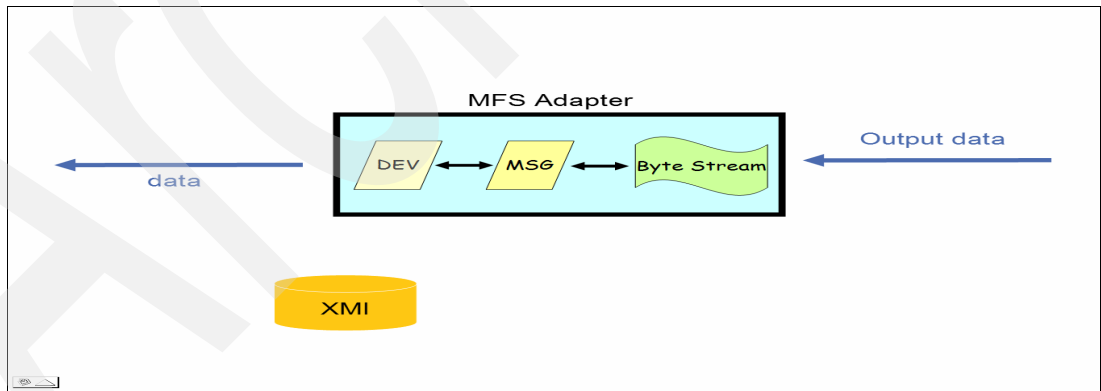 MFS Adapter
DEV
MSG
Byte Stream
Output data
data
XMI